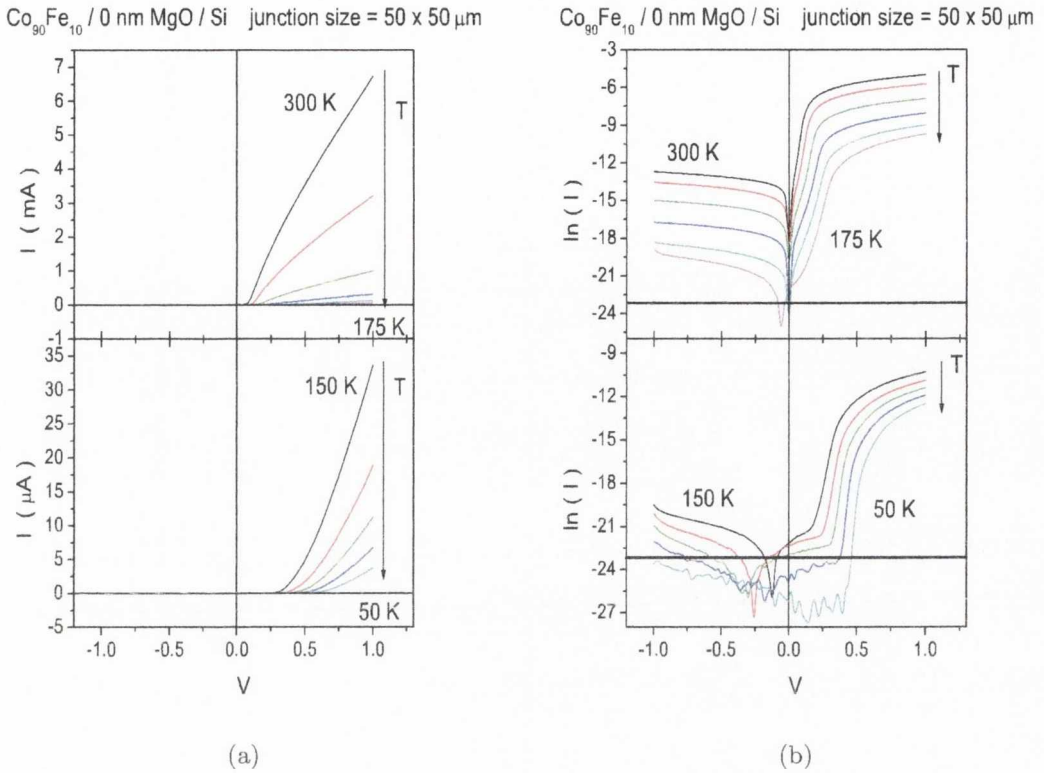 Co90Fe10 / 0 nm MgO / Si junction size = 50 x 50 μm
7
6
5
4
3
2
1
0
-1
I ( mA )
300 K
T
175 K
35
30
25
20
15
10
5
0
-5
I ( μA )
150 K
T
50 K
-1.0 -0.5 0.0 0.5 1.0
V
(a)
Co90Fe10 / 0 nm MgO / Si junction size = 50 x 50 μm
-3
-6
-9
-12
-15
-18
-21
-24
ln ( I )
T
300 K
175 K
-9
-12
-15
-18
-21
-24
-27
ln ( I )
T
150 K
50 K
-1.0 -0.5 0.0 0.5 1.0
V
(b)